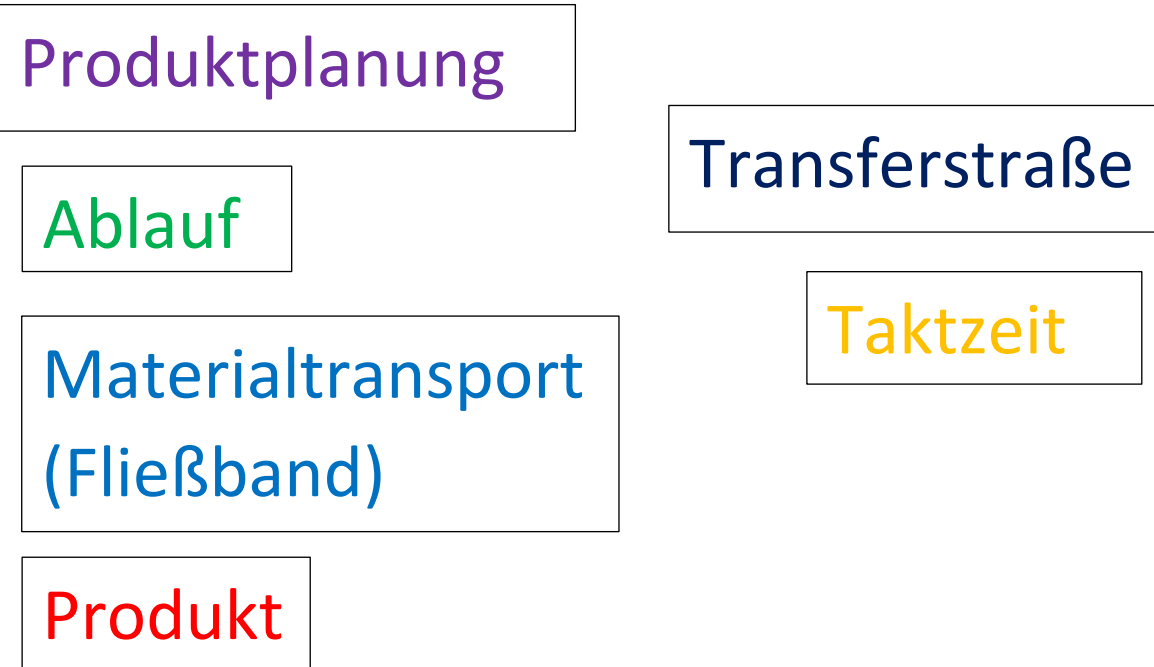 Produktplanung
Transferstraße
Ablauf
Taktzeit
Materialtransport
(Fließband)
Produkt